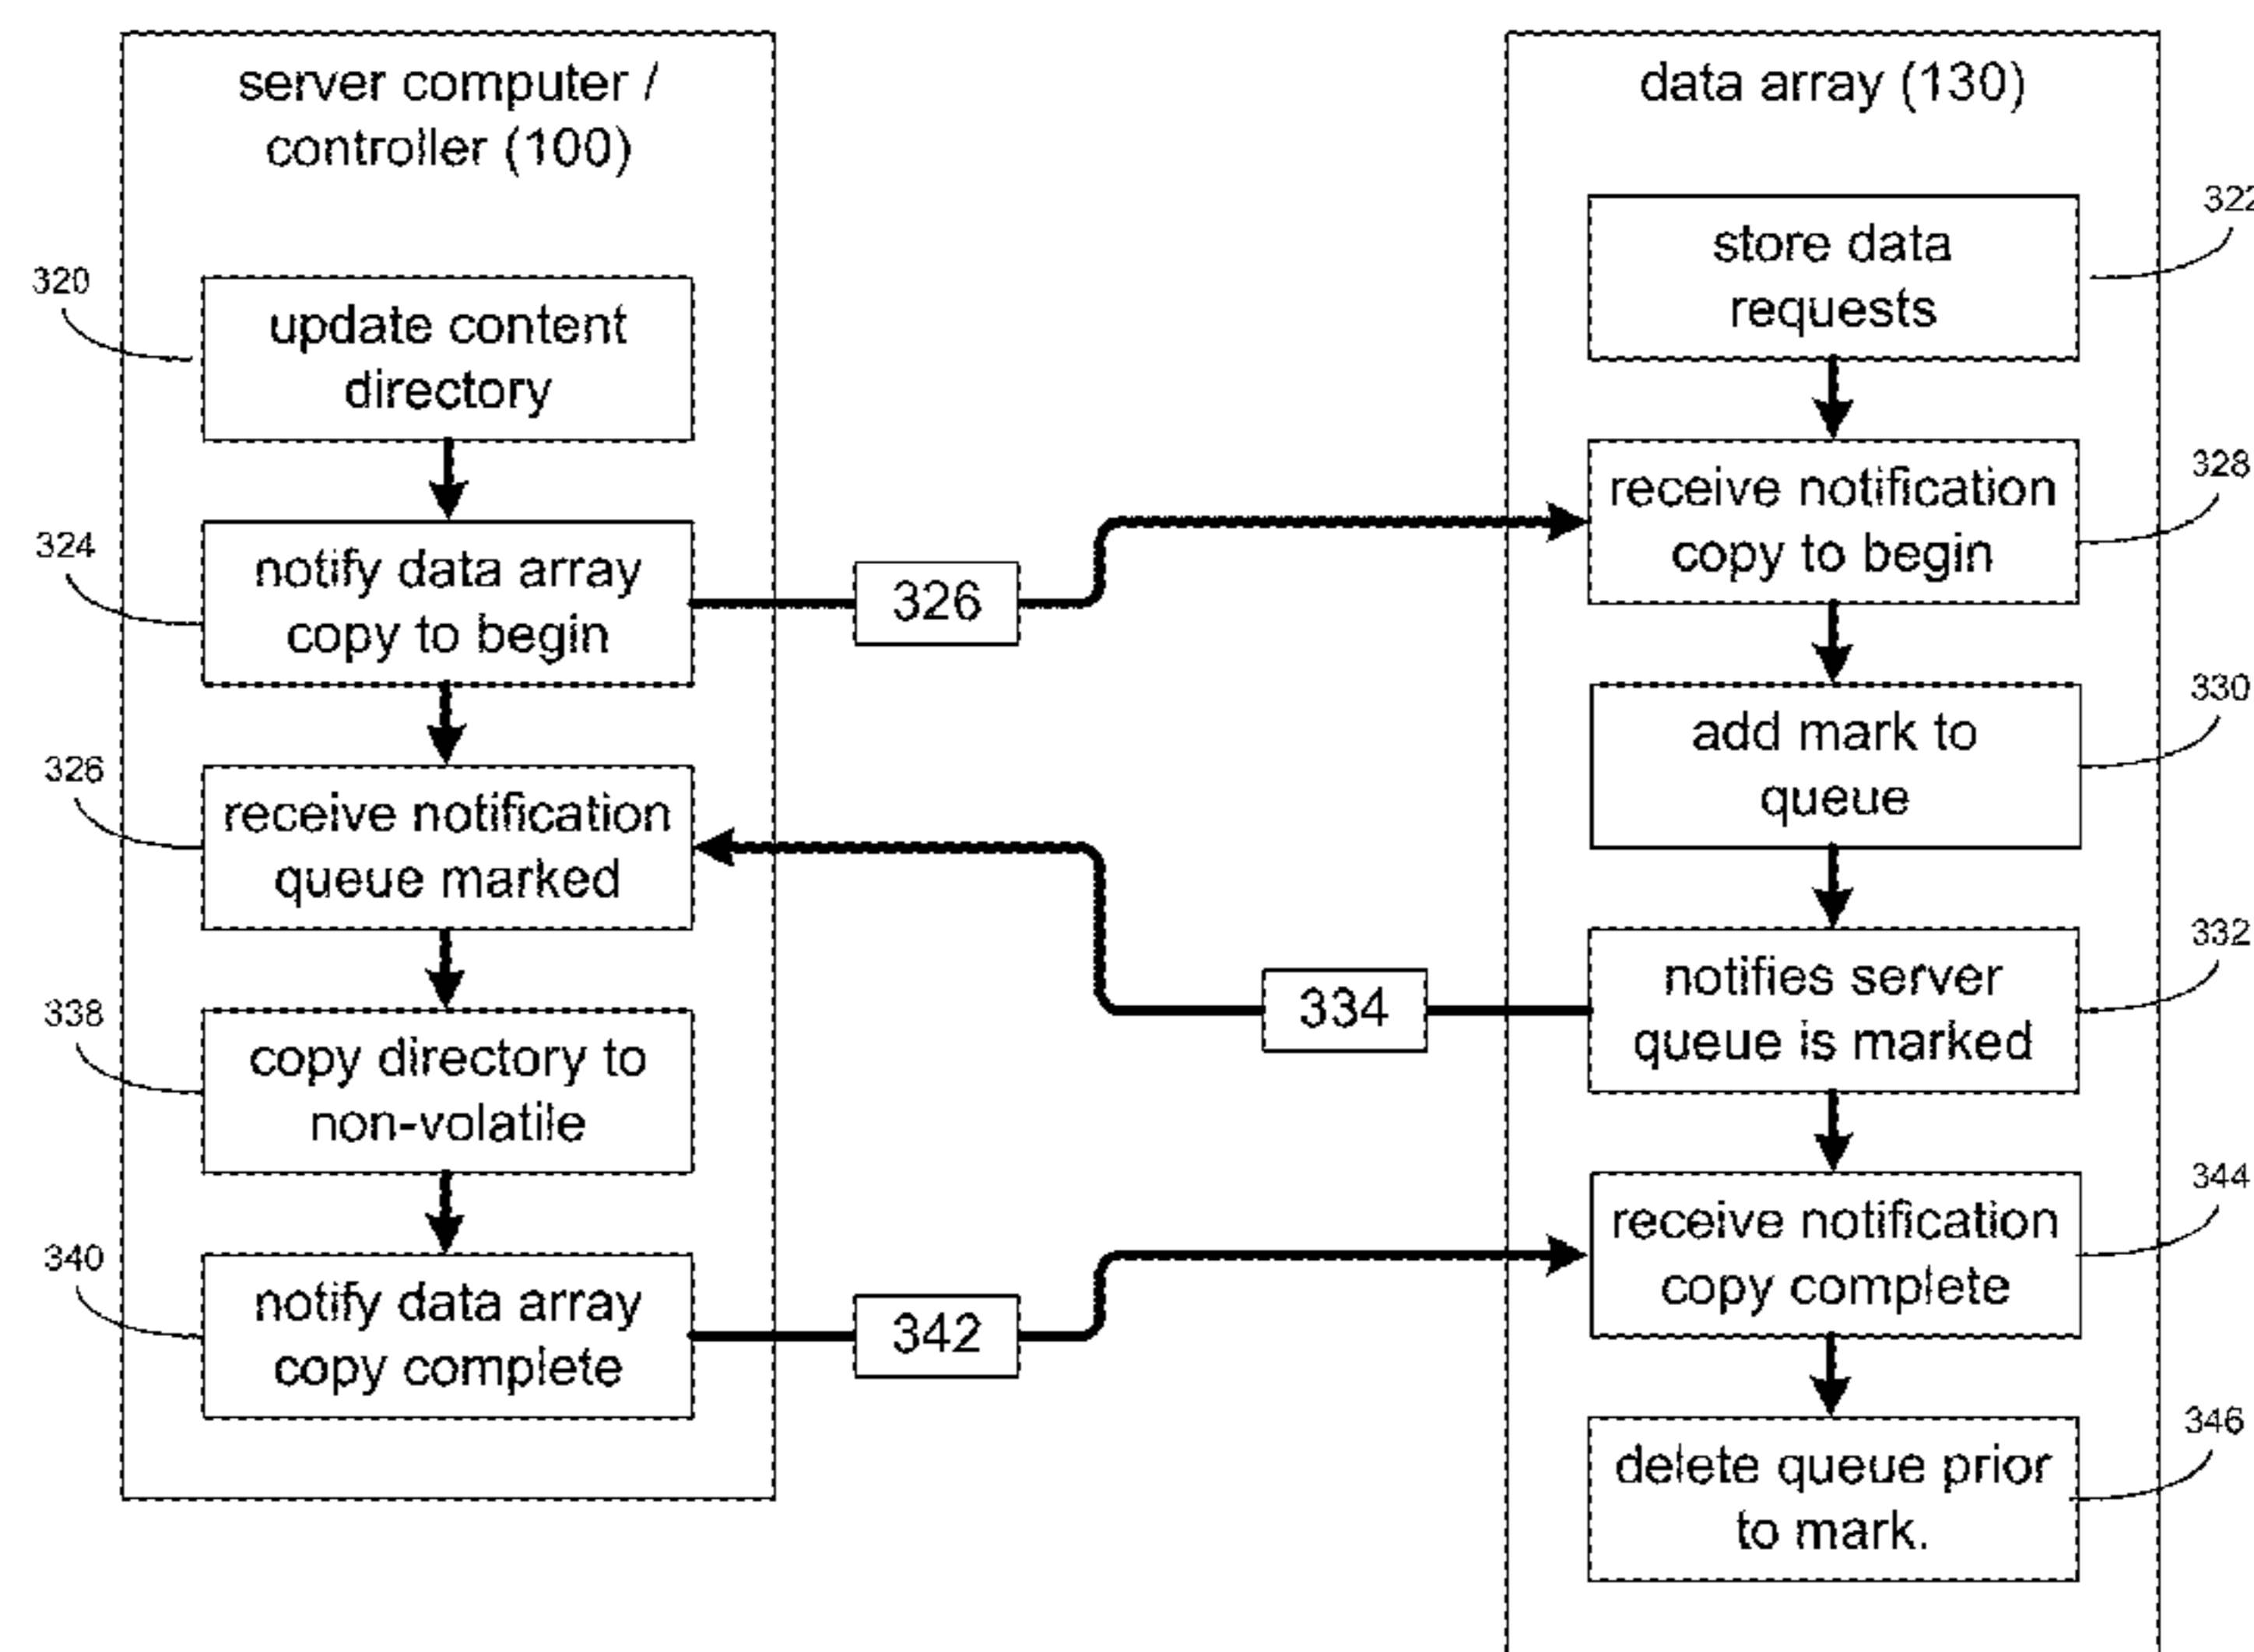 server computer /
controller (100)
320
update content
directory
324
notify data array
copy to begin
326
326
receive notification
queue marked
338
copy directory to
non-volatile
334
340
notify data array
copy complete
342
data array (130)
322
store data
requests
328
receive notification
copy to begin
330
add mark to
queue
332
notifies server
queue is marked
344
receive notification
copy complete
346
delete queue prior
to mark.